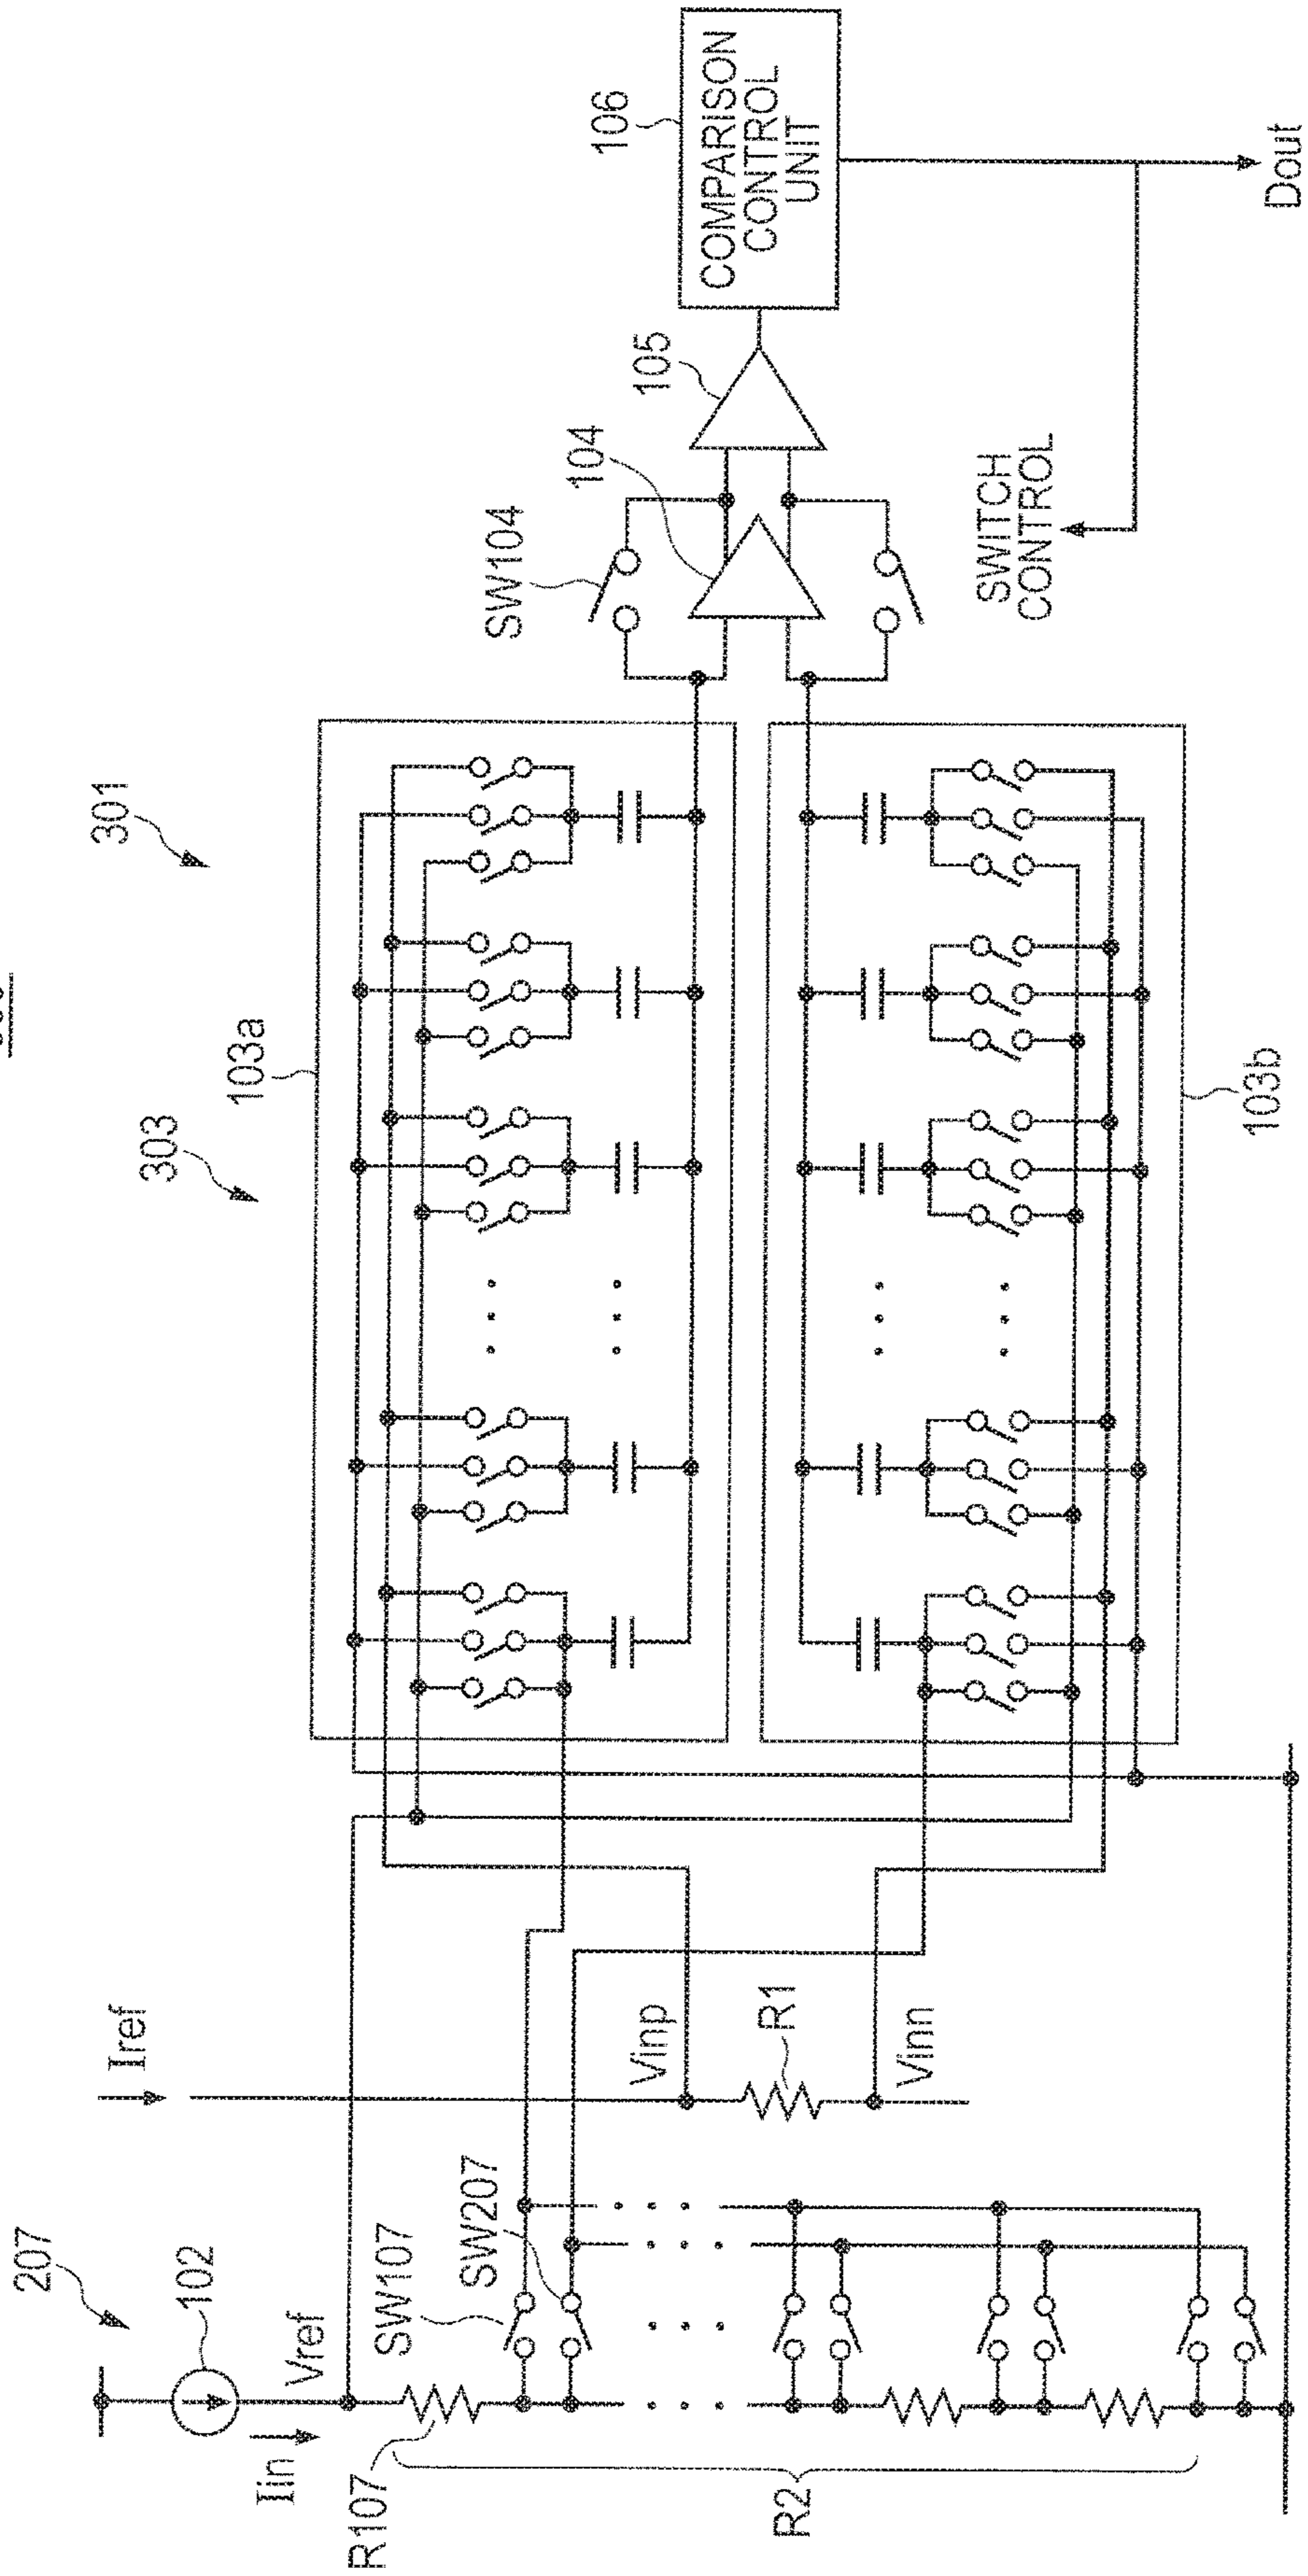 301
303
103a
103b
106
COMPARISON
CONTROL
UNIT
105
104
SW104
SWITCH
CONTROL
Dout
207
102
Iin
Vref
Iref
SW107
SW207
R107
R2
Vinp
R1
Vinn